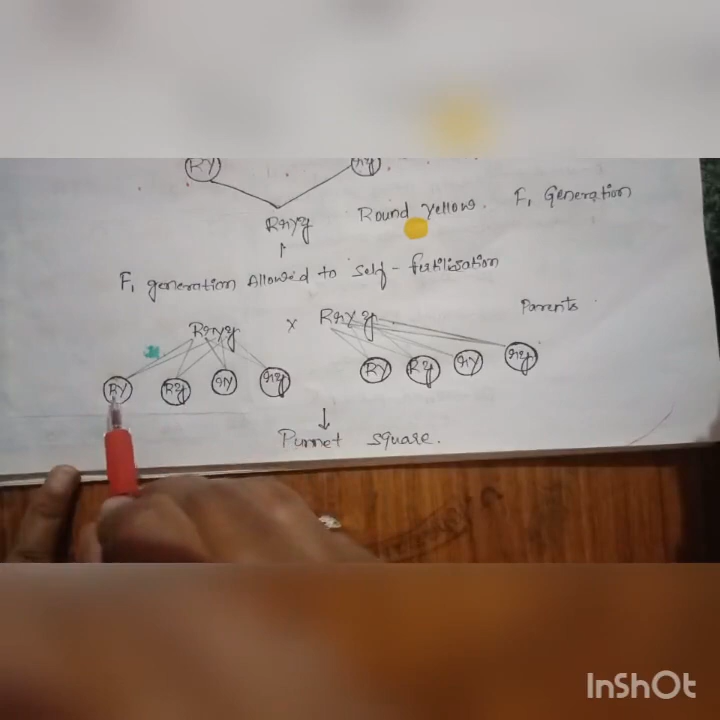 RY ry
RrYy Round yellow. F1 Generation
F1 generation Allowed to self-fertilisation
RrYy x RrYy Parents
RY Ry rY ry RY Ry rY ry
Punnet square.
InShOt